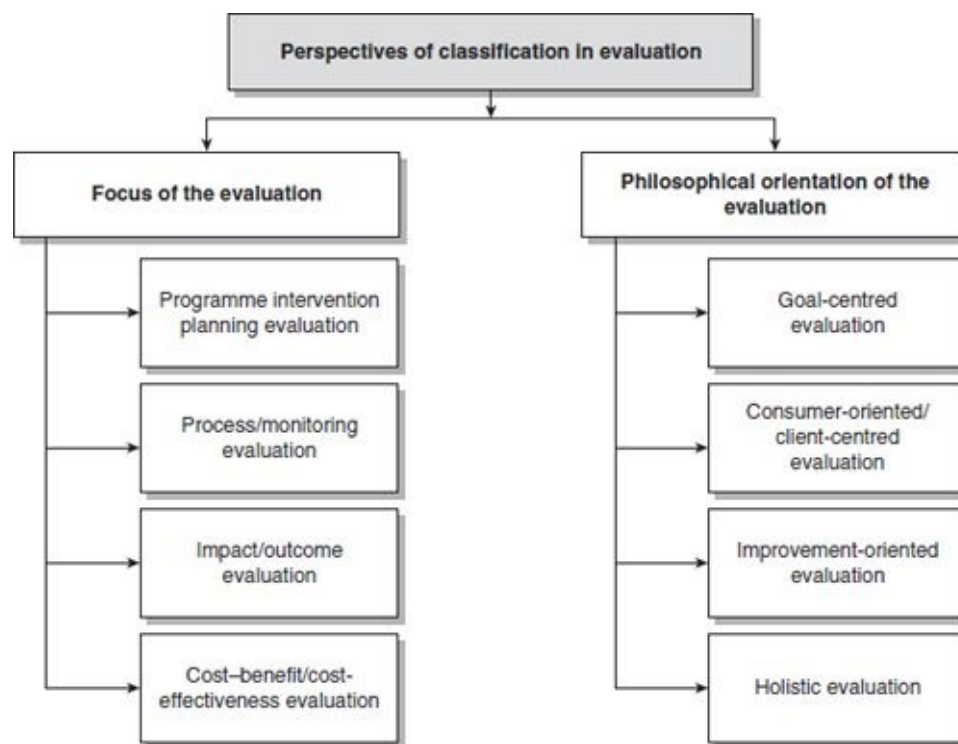 Perspectives of classification in evaluation
Focus of the evaluation
Programme intervention
planning evaluation
Process/monitoring
evaluation
Impact/outcome
evaluation
Cost–benefit/cost-
effectiveness evaluation
Philosophical orientation of the
evaluation
Goal-centred
evaluation
Consumer-oriented/
client-centred
evaluation
Improvement-oriented
evaluation
Holistic evaluation